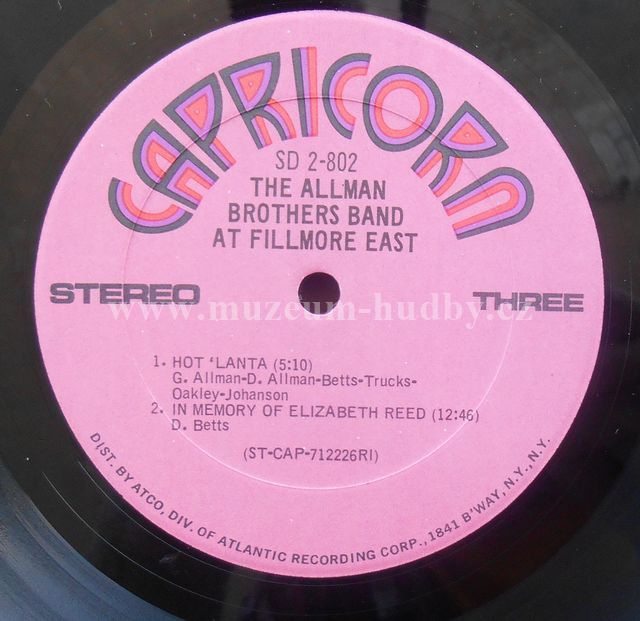 CAPRICORN
SD 2-802
THE ALLMAN
BROTHERS BAND
AT FILLMORE EAST
STEREO
THREE
www.muzeum-hudby.cz
1. HOT ‘LANTA (5:10)
G. Allman-D. Allman-Betts-Trucks-
Oakley-Johanson
2. IN MEMORY OF ELIZABETH REED (12:46)
D. Betts
(ST-CAP-712226RI)
DIST. BY ATCO, DIV. OF ATLANTIC RECORDING CORP., 1841 B'WAY, N.Y., N.Y.